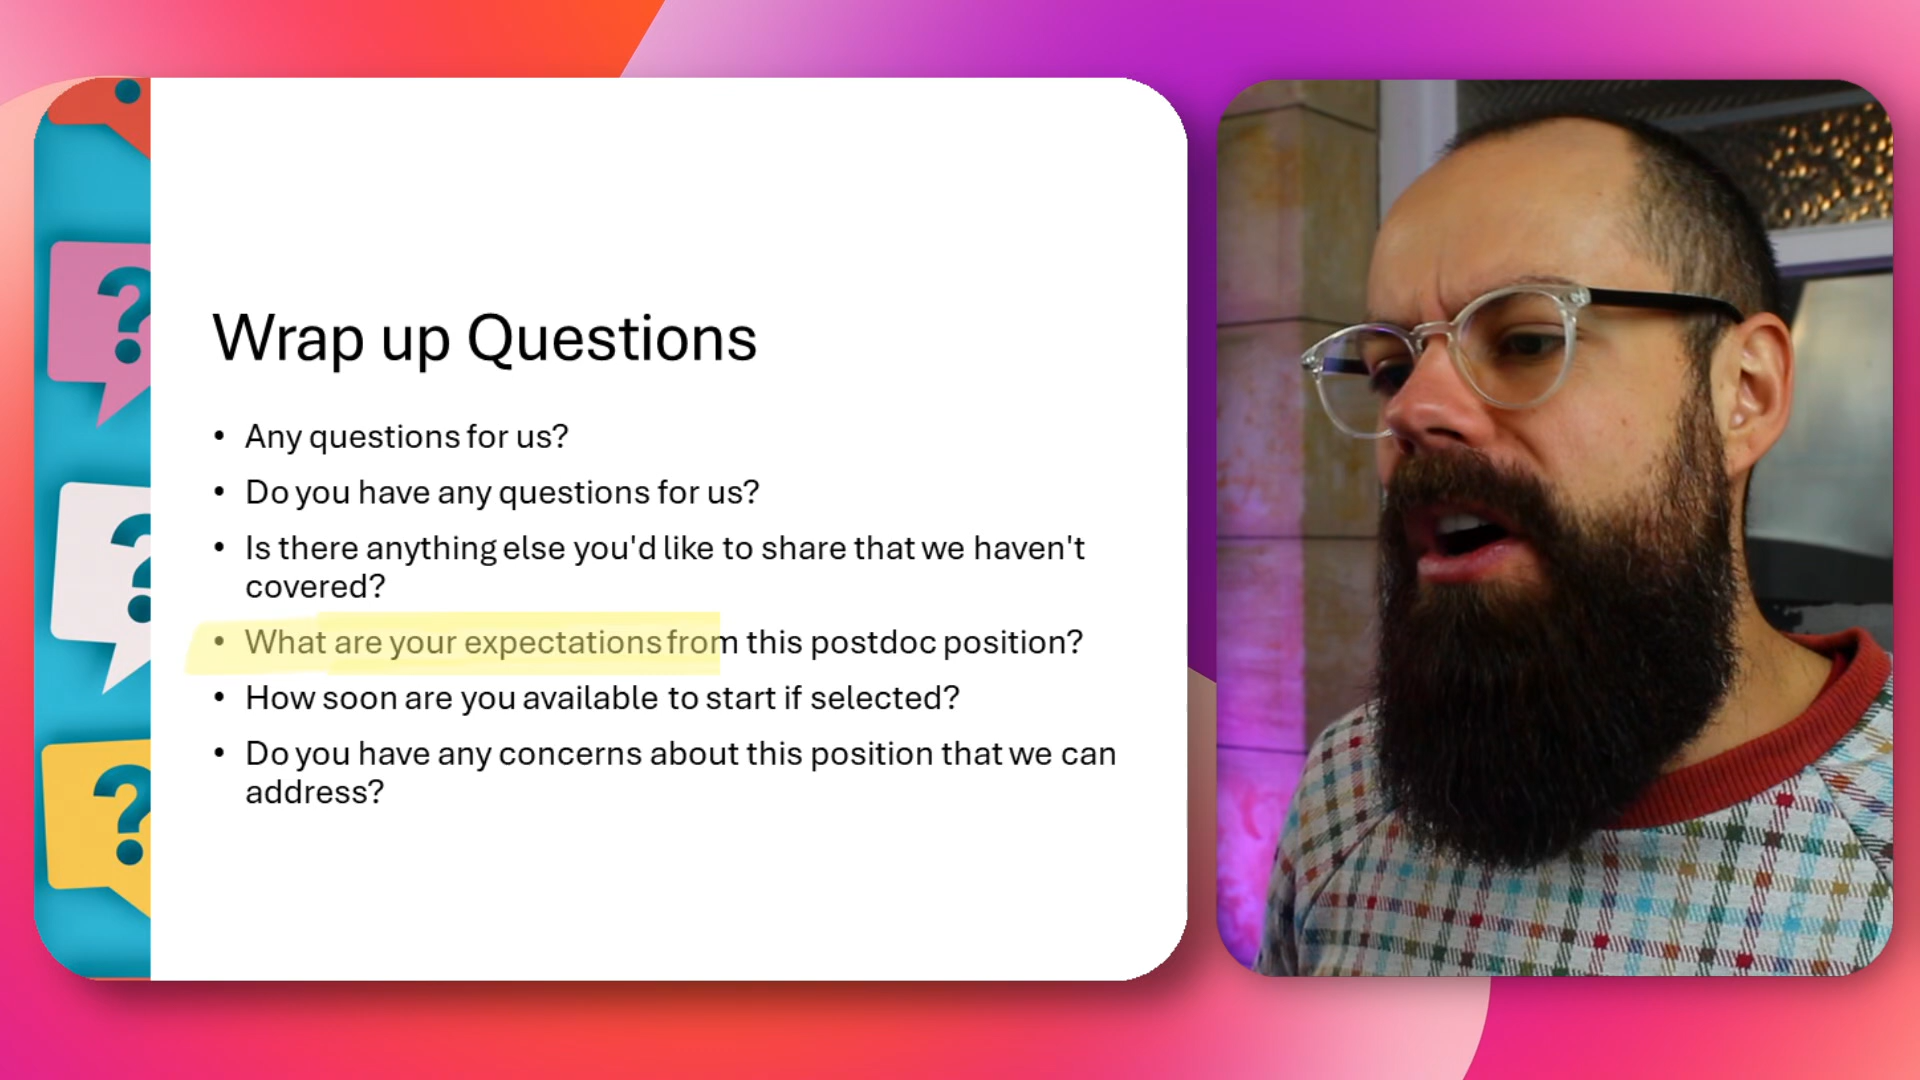 Wrap up Questions
• Any questions for us?
• Do you have any questions for us?
• Is there anything else you'd like to share that we haven't
covered?
• What are your expectations from this postdoc position?
• How soon are you available to start if selected?
• Do you have any concerns about this position that we can
address?
?
?
?